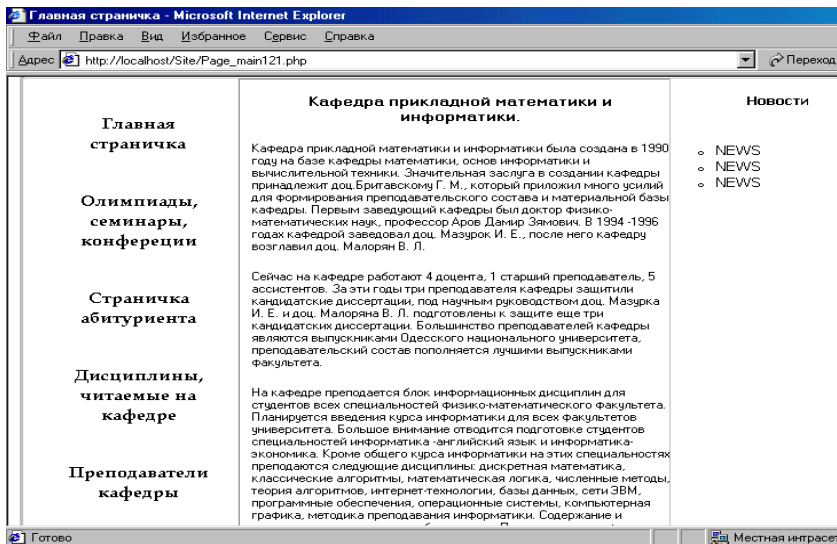 Главная страничка - Microsoft Internet Explorer
Файл Правка Вид Избранное Сервис Справка
Адрес http://localhost/Site/Page_main121.php Переход
Главная
страничка
Олимпиады,
семинары,
конфереции
Страничка
абитуриента
Дисциплины,
читаемые на
кафедре
Преподаватели
кафедры
Кафедра прикладной математики и
информатики.
Кафедра прикладной математики и информатики была создана в 1990
году на базе кафедры математики, основ информатики и
вычислительной техники. Значительная заслуга в создании кафедры
принадлежит доц.Бритавскому Г. М., который приложил много усилий
для формирования преподавательского состава и материальной базы
кафедры. Первым заведующий кафедры был доктор физико-
математических наук, профессор Аров Дамир Зямович. В 1994 -1996
годах кафедрой заведовал доц. Мазурок И. Е., после него кафедру
возглавил доц. Малорян В. Л.
Сейчас на кафедре работают 4 доцента, 1 старший преподаватель, 5
ассистентов. За эти годы три преподавателя кафедры защитили
кандидатские диссертации, под научным руководством доц. Мазурка
И. Е. и доц. Малоряна В. Л. подготовлены к защите еще три
кандидатских диссертации. Большинство преподавателей кафедры
являются выпускниками Одесского национального университета,
преподавательский состав пополняется лучшими выпускниками
факультета.
На кафедре преподается блок информационных дисциплин для
студентов всех специальностей физико-математического факультета.
Планируется введения курса информатики для всех факультетов
университета. Большое внимание отводится подготовке студентов
специальностей информатика -английский язык и информатика-
экономика. Кроме общего курса информатики на этих специальностях
преподаются следующие дисциплины: дискретная математика,
классические алгоритмы, математическая логика, численные методы,
теория алгоритмов, интернет-технологии, базы данных, сети ЭВМ,
программные обеспечения, операционные системы, компьютерная
графика, методика преподавания информатики. Содержание и
Новости
NEWS
NEWS
NEWS
Готово Местная интрасе